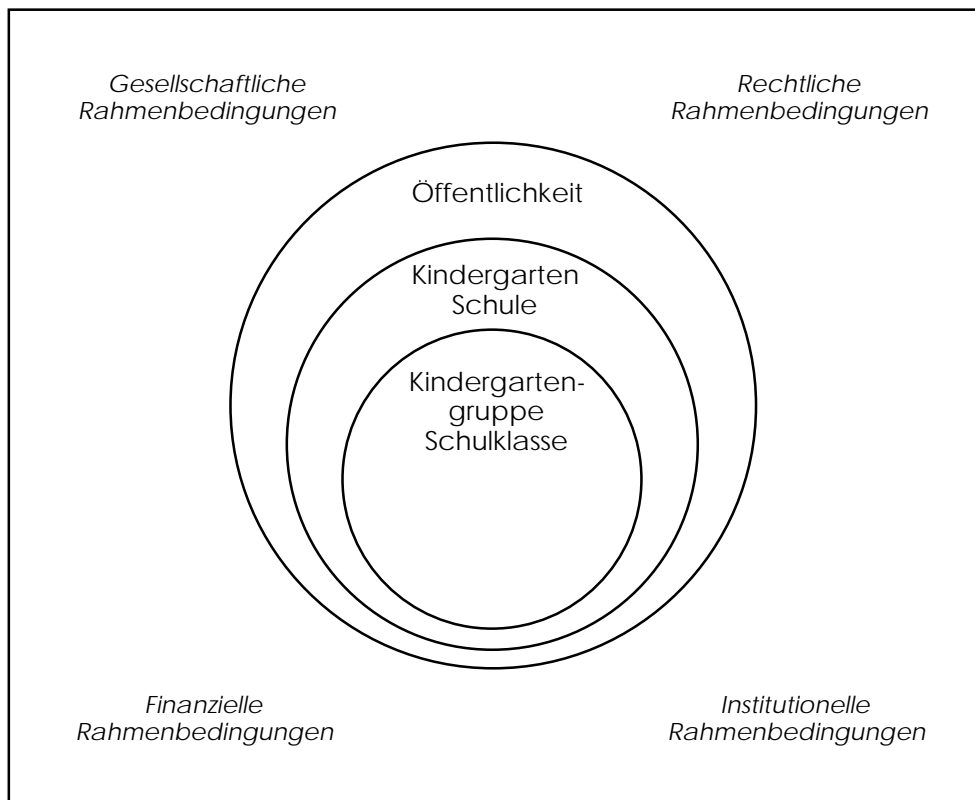 Gesellschaftliche
Rahmenbedingungen
Rechtliche
Rahmenbedingungen
Öffentlichkeit
Kindergarten
Schule
Kindergarten-
gruppe
Schulklasse
Finanzielle
Rahmenbedingungen
Institutionelle
Rahmenbedingungen